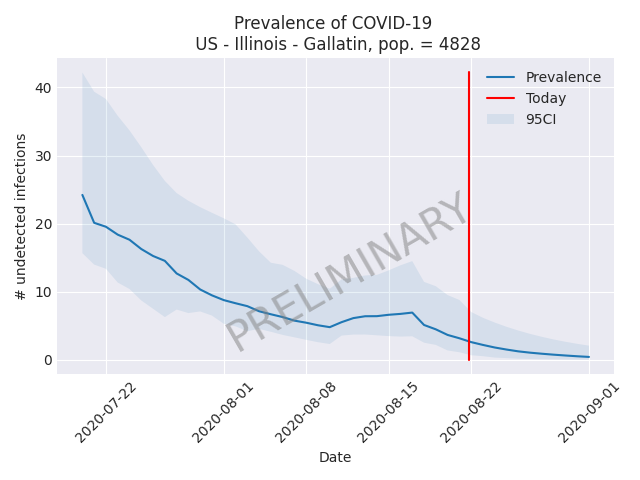 Prevalence of COVID-19
US - Illinois - Gallatin, pop. = 4828
# undetected infections
40
30
20
10
0
Prevalence
Today
95CI
PRELIMINARY
2020-07-22
2020-08-01
2020-08-08
2020-08-15
2020-08-22
2020-09-01
Date